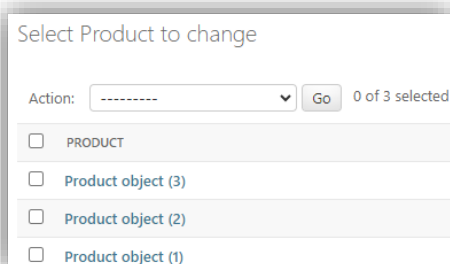 Select Product to change
Action: --------- Go 0 of 3 selected
PRODUCT
Product object (3)
Product object (2)
Product object (1)